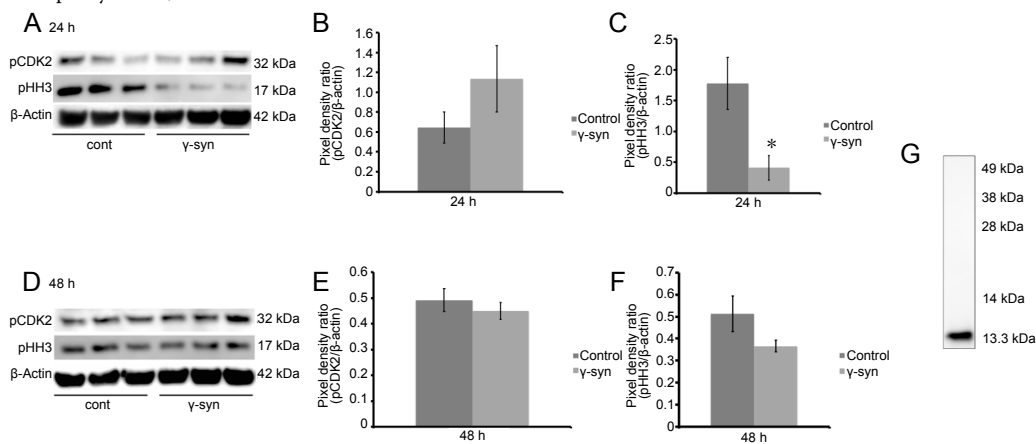 A
24 h
pCDK2
32 kDa
pHH3
17 kDa
β-Actin
42 kDa
cont
γ-syn
B
Pixel density ratio
(pCDK2/β-actin)
1.6
1.4
1.2
1.0
0.8
0.6
0.4
0.2
0
24 h
Control
γ-syn
C
Pixel density ratio
(pHH3/β-actin)
2.5
2.0
1.5
1.0
0.5
0
*
24 h
Control
γ-syn
G
49 kDa
38 kDa
28 kDa
14 kDa
13.3 kDa
D
48 h
pCDK2
32 kDa
pHH3
17 kDa
β-Actin
42 kDa
cont
γ-syn
E
Pixel density ratio
(pCDK2/β-actin)
0.6
0.5
0.4
0.3
0.2
0.1
0
48 h
Control
γ-syn
F
Pixel density ratio
(pHH3/β-actin)
0.7
0.6
0.5
0.4
0.3
0.2
0.1
0
48 h
Control
γ-syn